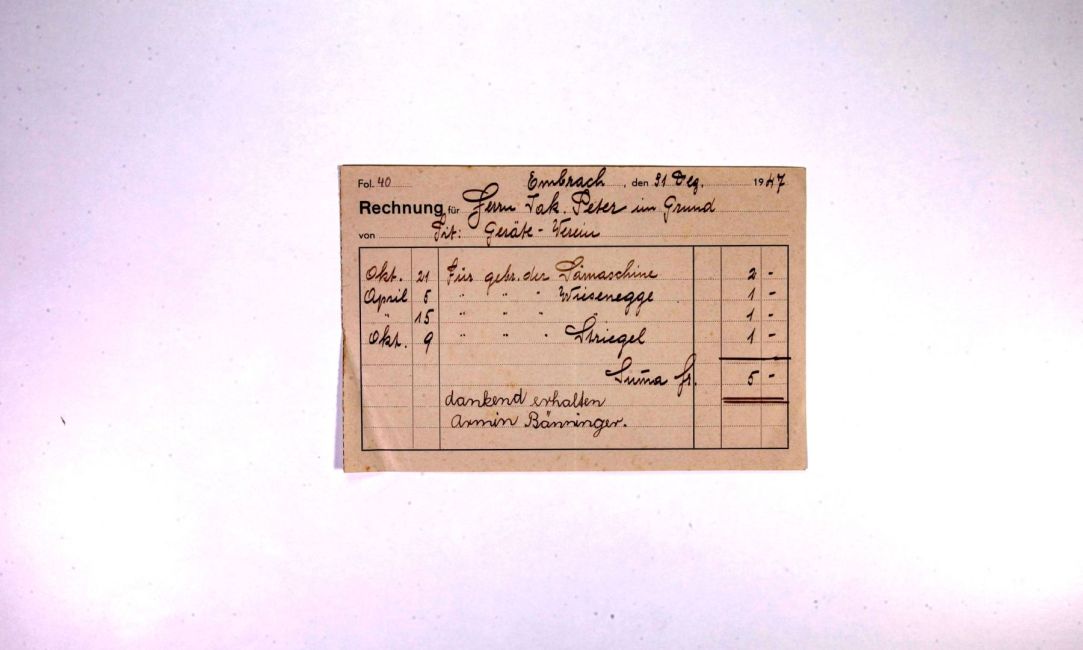 Fol. 40 Embrach, den 31 Dez. 1947
Rechnung für Herrn Jak. Peter im Grund
von Tit: Geräte-Verein
Okt. 21 Für gebr. der Sämaschine 2 -
April 5 " " " Wiesenegge 1 -
" 15 " " " " 1 -
Okt. 9 " " " Striegel 1 -
Suma fr. 5 -
dankend erhalten
Armin Bänninger.